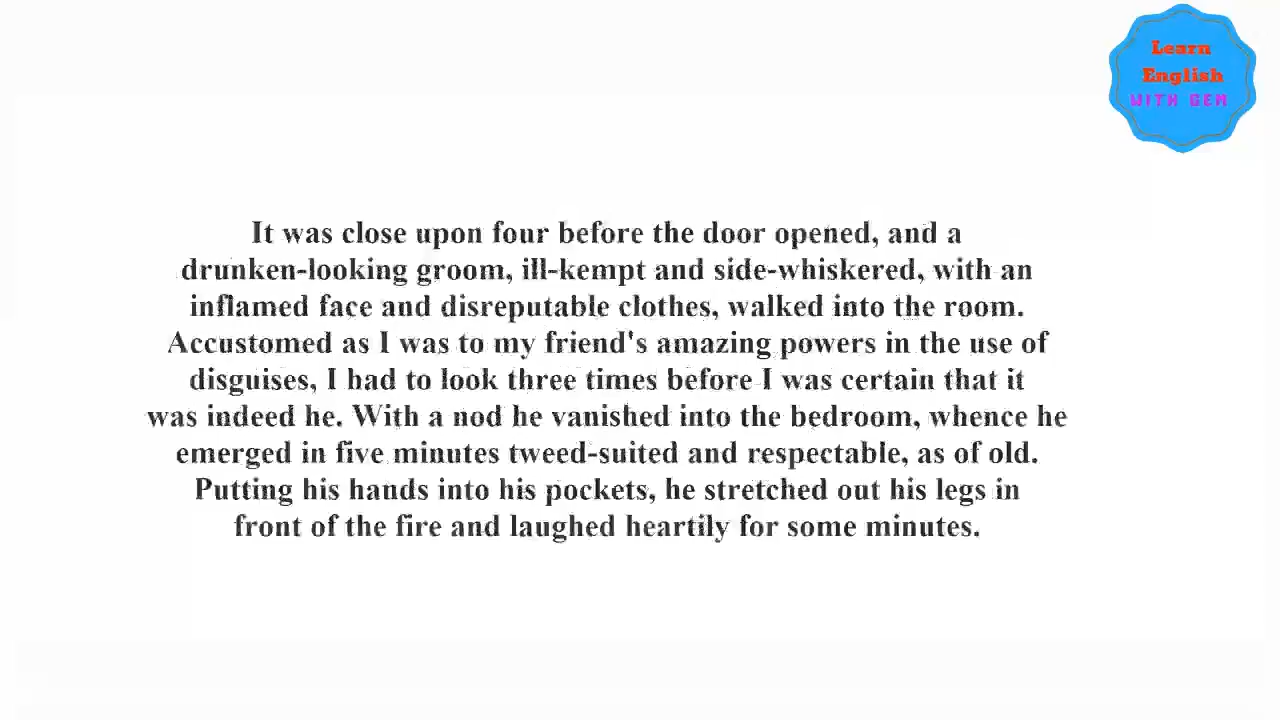 Learn
English
WITH GEM
It was close upon four before the door opened, and a
drunken-looking groom, ill-kempt and side-whiskered, with an
inflamed face and disreputable clothes, walked into the room.
Accustomed as I was to my friend's amazing powers in the use of
disguises, I had to look three times before I was certain that it
was indeed he. With a nod he vanished into the bedroom, whence he
emerged in five minutes tweed-suited and respectable, as of old.
Putting his hands into his pockets, he stretched out his legs in
front of the fire and laughed heartily for some minutes.